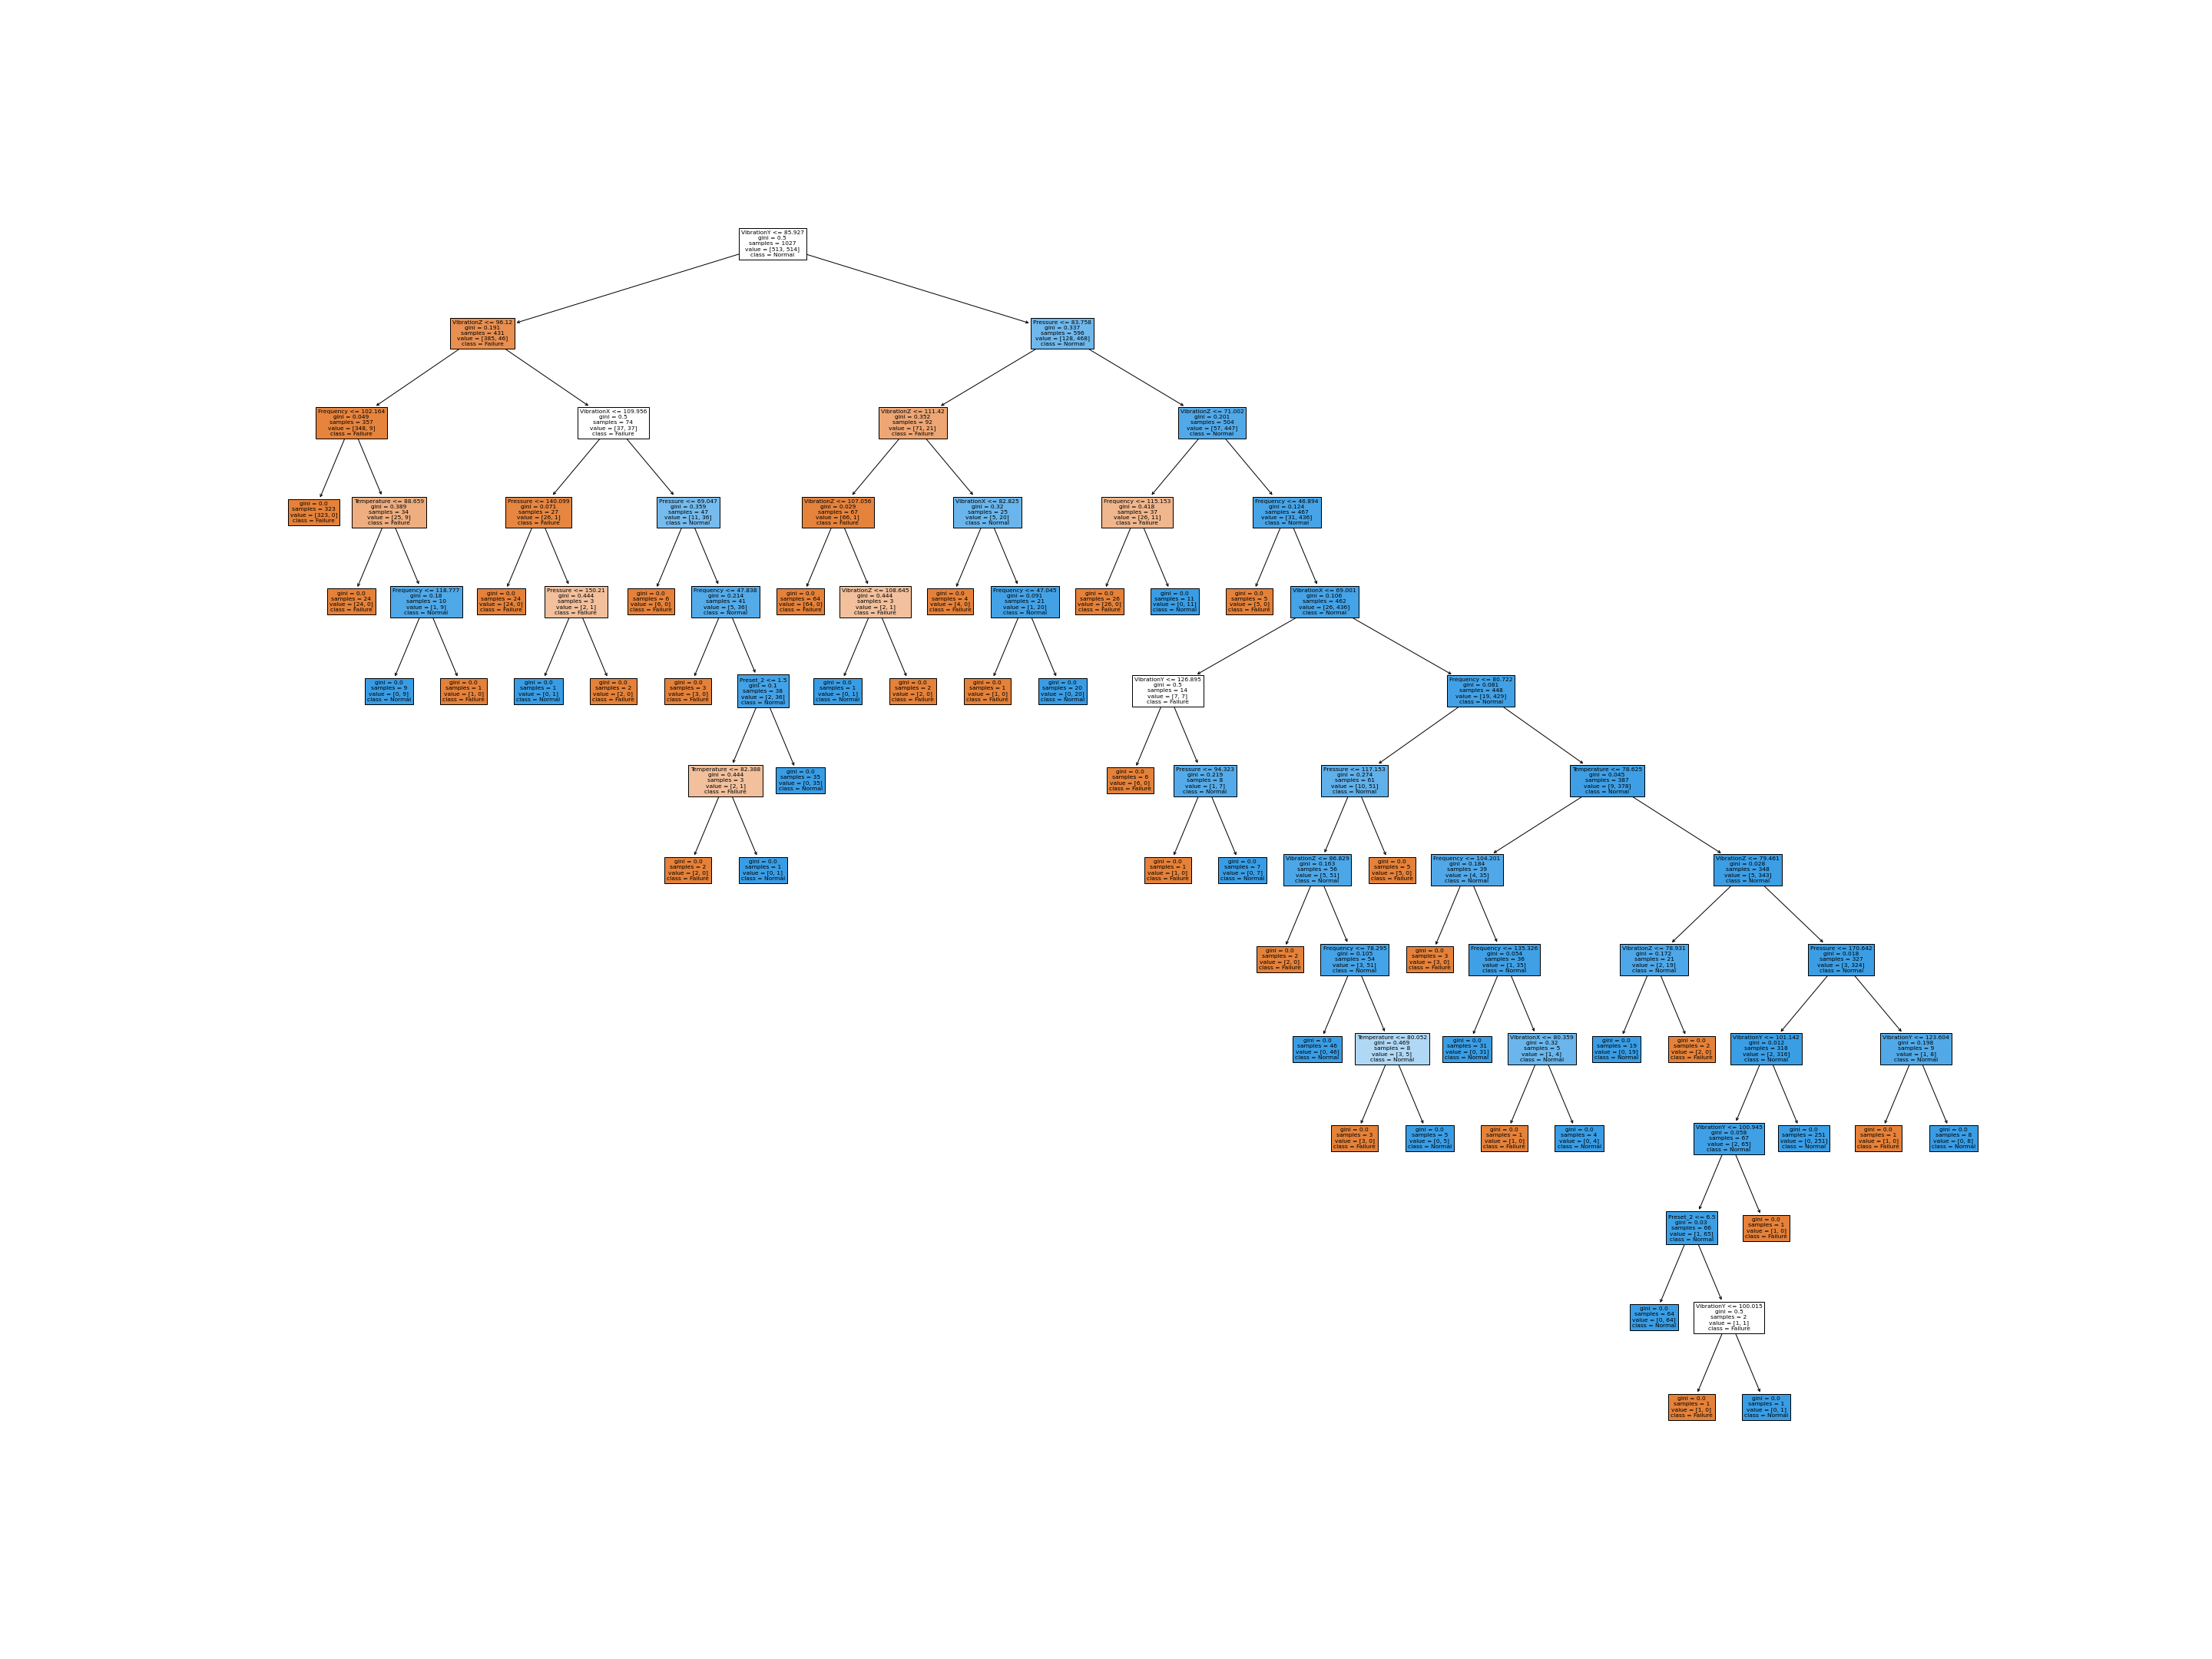 VibrationY <= 85.927
gini = 0.5
samples = 1027
value = [513, 514]
class = Normal
VibrationZ <= 96.12
gini = 0.191
samples = 431
value = [385, 46]
class = Failure
Pressure <= 83.758
gini = 0.337
samples = 596
value = [128, 468]
class = Normal
Frequency <= 102.164
gini = 0.049
samples = 357
value = [348, 9]
class = Failure
VibrationX <= 109.956
gini = 0.5
samples = 74
value = [37, 37]
class = Failure
VibrationZ <= 111.42
gini = 0.352
samples = 92
value = [71, 21]
class = Failure
VibrationZ <= 71.002
gini = 0.201
samples = 504
value = [57, 447]
class = Normal
gini = 0.0
samples = 323
value = [323, 0]
class = Failure
Temperature <= 88.659
gini = 0.389
samples = 34
value = [25, 9]
class = Failure
Pressure <= 140.099
gini = 0.071
samples = 27
value = [26, 1]
class = Failure
Pressure <= 69.047
gini = 0.359
samples = 47
value = [11, 36]
class = Normal
VibrationZ <= 107.056
gini = 0.029
samples = 67
value = [66, 1]
class = Failure
VibrationX <= 82.825
gini = 0.32
samples = 25
value = [5, 20]
class = Normal
Frequency <= 115.153
gini = 0.418
samples = 37
value = [26, 11]
class = Failure
Frequency <= 46.894
gini = 0.124
samples = 467
value = [31, 436]
class = Normal
gini = 0.0
samples = 24
value = [24, 0]
class = Failure
Frequency <= 118.777
gini = 0.18
samples = 10
value = [1, 9]
class = Normal
gini = 0.0
samples = 24
value = [24, 0]
class = Failure
Pressure <= 150.21
gini = 0.444
samples = 3
value = [2, 1]
class = Failure
gini = 0.0
samples = 6
value = [6, 0]
class = Failure
Frequency <= 47.838
gini = 0.214
samples = 41
value = [5, 36]
class = Normal
gini = 0.0
samples = 64
value = [64, 0]
class = Failure
VibrationZ <= 108.645
gini = 0.444
samples = 3
value = [2, 1]
class = Failure
gini = 0.0
samples = 4
value = [4, 0]
class = Failure
Frequency <= 47.045
gini = 0.091
samples = 21
value = [1, 20]
class = Normal
gini = 0.0
samples = 26
value = [26, 0]
class = Failure
gini = 0.0
samples = 11
value = [0, 11]
class = Normal
gini = 0.0
samples = 5
value = [5, 0]
class = Failure
VibrationX <= 69.001
gini = 0.106
samples = 462
value = [26, 436]
class = Normal
gini = 0.0
samples = 9
value = [0, 9]
class = Normal
gini = 0.0
samples = 1
value = [1, 0]
class = Failure
gini = 0.0
samples = 1
value = [0, 1]
class = Normal
gini = 0.0
samples = 2
value = [2, 0]
class = Failure
gini = 0.0
samples = 3
value = [3, 0]
class = Failure
Preset_2 <= 1.5
gini = 0.1
samples = 38
value = [2, 36]
class = Normal
gini = 0.0
samples = 1
value = [0, 1]
class = Normal
gini = 0.0
samples = 2
value = [2, 0]
class = Failure
gini = 0.0
samples = 1
value = [1, 0]
class = Failure
gini = 0.0
samples = 20
value = [0, 20]
class = Normal
VibrationY <= 126.895
gini = 0.5
samples = 14
value = [7, 7]
class = Failure
Frequency <= 80.722
gini = 0.081
samples = 448
value = [19, 429]
class = Normal
Temperature <= 82.388
gini = 0.444
samples = 3
value = [2, 1]
class = Failure
gini = 0.0
samples = 35
value = [0, 35]
class = Normal
gini = 0.0
samples = 6
value = [6, 0]
class = Failure
Pressure <= 94.323
gini = 0.219
samples = 8
value = [1, 7]
class = Normal
Pressure <= 117.153
gini = 0.274
samples = 61
value = [10, 51]
class = Normal
Temperature <= 78.625
gini = 0.045
samples = 387
value = [9, 378]
class = Normal
gini = 0.0
samples = 2
value = [2, 0]
class = Failure
gini = 0.0
samples = 1
value = [0, 1]
class = Normal
gini = 0.0
samples = 1
value = [1, 0]
class = Failure
gini = 0.0
samples = 7
value = [0, 7]
class = Normal
VibrationZ <= 86.829
gini = 0.163
samples = 56
value = [5, 51]
class = Normal
gini = 0.0
samples = 5
value = [5, 0]
class = Failure
Frequency <= 104.201
gini = 0.184
samples = 39
value = [4, 35]
class = Normal
VibrationZ <= 79.461
gini = 0.028
samples = 348
value = [5, 343]
class = Normal
gini = 0.0
samples = 2
value = [2, 0]
class = Failure
Frequency <= 78.295
gini = 0.105
samples = 54
value = [3, 51]
class = Normal
gini = 0.0
samples = 3
value = [3, 0]
class = Failure
Frequency <= 135.326
gini = 0.054
samples = 36
value = [1, 35]
class = Normal
VibrationZ <= 78.931
gini = 0.172
samples = 21
value = [2, 19]
class = Normal
Pressure <= 170.642
gini = 0.018
samples = 327
value = [3, 324]
class = Normal
gini = 0.0
samples = 46
value = [0, 46]
class = Normal
Temperature <= 80.052
gini = 0.469
samples = 8
value = [3, 5]
class = Normal
gini = 0.0
samples = 31
value = [0, 31]
class = Normal
VibrationX <= 80.359
gini = 0.32
samples = 5
value = [1, 4]
class = Normal
gini = 0.0
samples = 19
value = [0, 19]
class = Normal
gini = 0.0
samples = 2
value = [2, 0]
class = Failure
VibrationY <= 101.142
gini = 0.012
samples = 318
value = [2, 316]
class = Normal
VibrationY <= 123.604
gini = 0.198
samples = 9
value = [1, 8]
class = Normal
gini = 0.0
samples = 3
value = [3, 0]
class = Failure
gini = 0.0
samples = 5
value = [0, 5]
class = Normal
gini = 0.0
samples = 1
value = [1, 0]
class = Failure
gini = 0.0
samples = 4
value = [0, 4]
class = Normal
VibrationY <= 100.945
gini = 0.058
samples = 67
value = [2, 65]
class = Normal
gini = 0.0
samples = 251
value = [0, 251]
class = Normal
gini = 0.0
samples = 1
value = [1, 0]
class = Failure
gini = 0.0
samples = 8
value = [0, 8]
class = Normal
Preset_2 <= 6.5
gini = 0.03
samples = 66
value = [1, 65]
class = Normal
gini = 0.0
samples = 1
value = [1, 0]
class = Failure
gini = 0.0
samples = 64
value = [0, 64]
class = Normal
VibrationY <= 100.015
gini = 0.5
samples = 2
value = [1, 1]
class = Failure
gini = 0.0
samples = 1
value = [1, 0]
class = Failure
gini = 0.0
samples = 1
value = [0, 1]
class = Normal